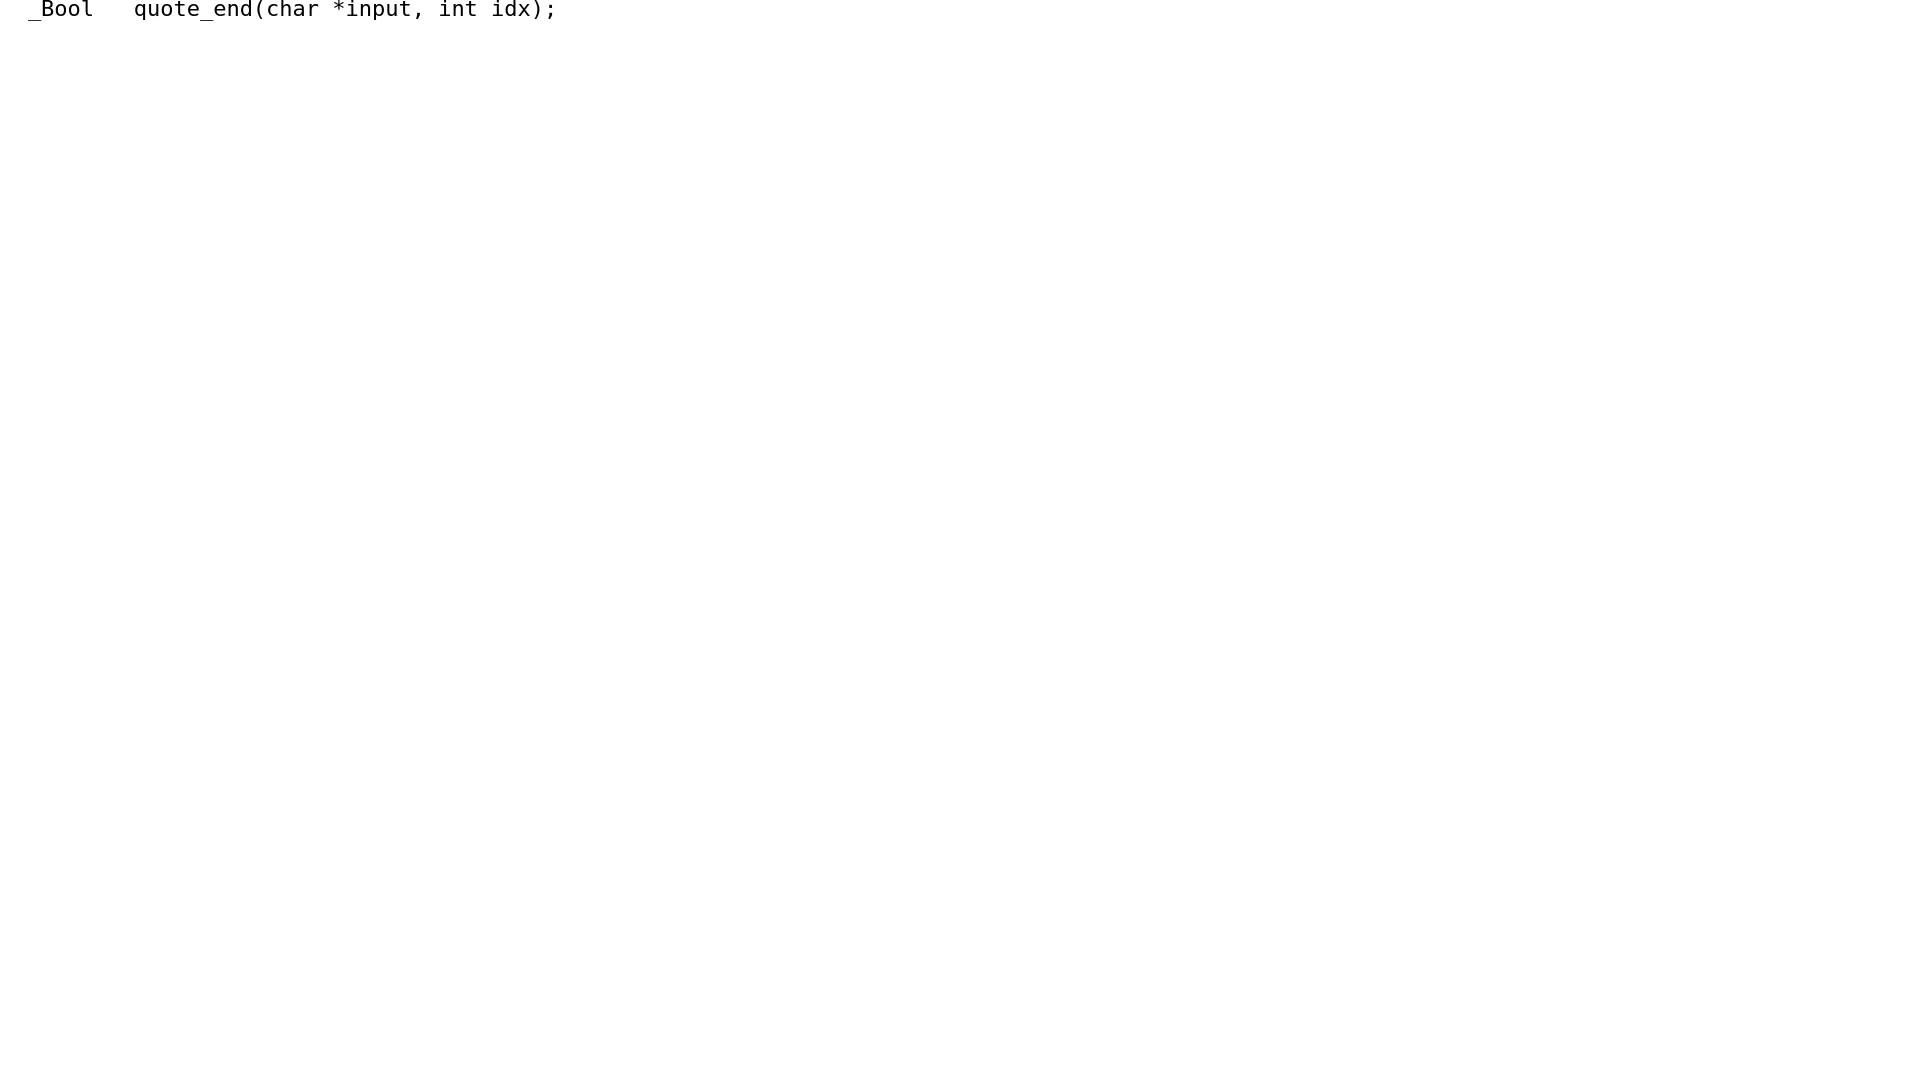 _Bool   quote_end(char *input, int idx);